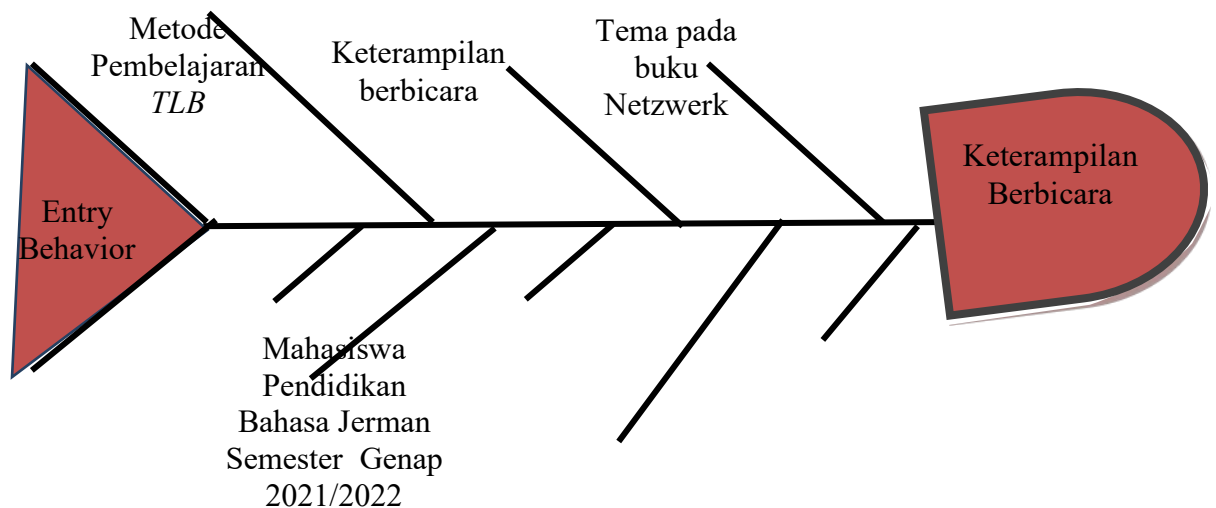 Metode
Pembelajaran
TLB
Keterampilan
berbicara
Tema pada
buku
Netzwerk
Keterampilan
Berbicara
Entry
Behavior
Mahasiswa
Pendidikan
Bahasa Jerman
Semester  Genap
2021/2022